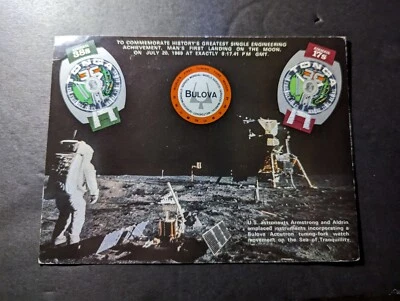 TO COMMEMORATE HISTORY'S GREATEST SINGLE ENGINEERING
ACHIEVEMENT, MAN'S FIRST LANDING ON THE MOON,
ON JULY 20, 1969 AT EXACTLY 8:17.41 PM GMT.
BULOVA
U.S. astronauts Armstrong and Aldrin
emplaced instruments incorporating a
Bulova Accutron tuning-fork watch
movement on the Sea of Tranquility